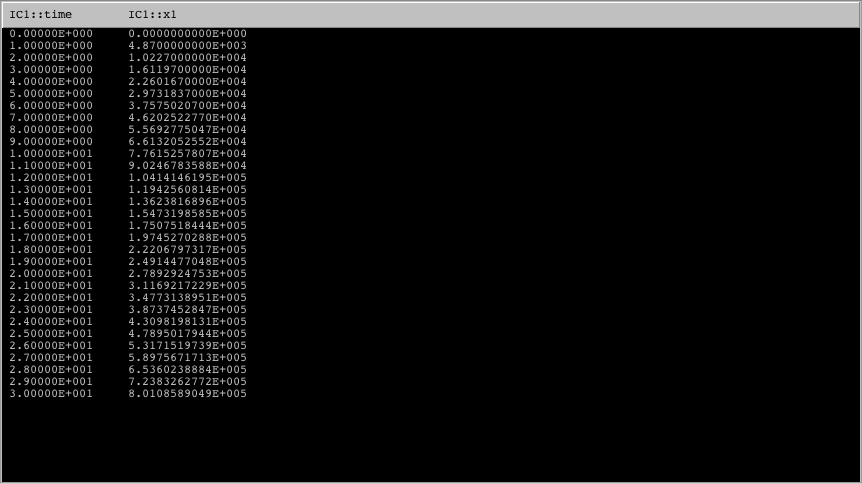 IC1::time IC1::x1
0.00000E+000 0.0000000000E+000
1.00000E+000 4.8700000000E+003
2.00000E+000 1.0227000000E+004
3.00000E+000 1.6119700000E+004
4.00000E+000 2.2601670000E+004
5.00000E+000 2.9731837000E+004
6.00000E+000 3.7575020700E+004
7.00000E+000 4.6202522770E+004
8.00000E+000 5.5692775047E+004
9.00000E+000 6.6132052552E+004
1.00000E+001 7.7615257807E+004
1.10000E+001 9.0246783588E+004
1.20000E+001 1.0414146195E+005
1.30000E+001 1.1942560814E+005
1.40000E+001 1.3623816896E+005
1.50000E+001 1.5473198585E+005
1.60000E+001 1.7507518444E+005
1.70000E+001 1.9745270288E+005
1.80000E+001 2.2206797317E+005
1.90000E+001 2.4914477048E+005
2.00000E+001 2.7892924753E+005
2.10000E+001 3.1169217229E+005
2.20000E+001 3.4773138951E+005
2.30000E+001 3.8737452847E+005
2.40000E+001 4.3098198131E+005
2.50000E+001 4.7895017944E+005
2.60000E+001 5.3171519739E+005
2.70000E+001 5.8975671713E+005
2.80000E+001 6.5360238884E+005
2.90000E+001 7.2383262772E+005
3.00000E+001 8.0108589049E+005